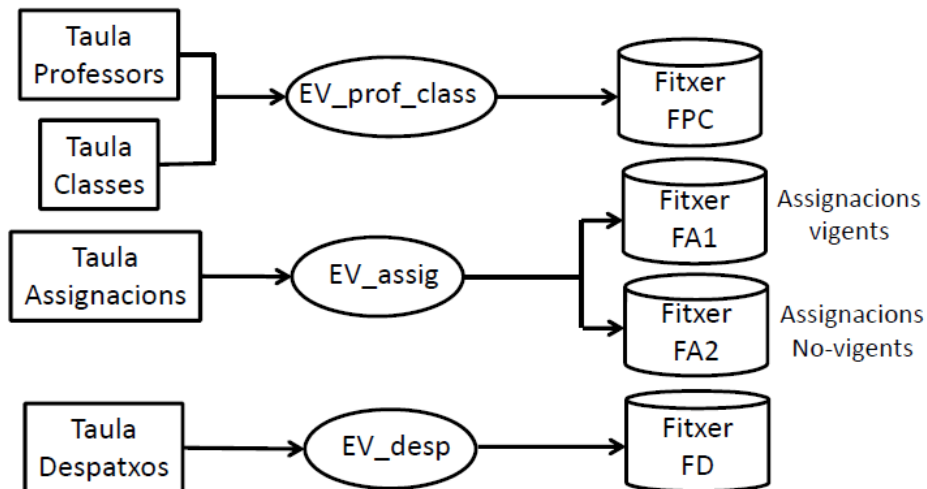 Taula
Professors
EV_prof_class
Fitxer
FPC
Taula
Classes
Fitxer
FA1
Assignacions
vigents
Taula
Assignacions
EV_assig
Fitxer
FA2
Assignacions
No-vigents
Taula
Despatxos
EV_desp
Fitxer
FD